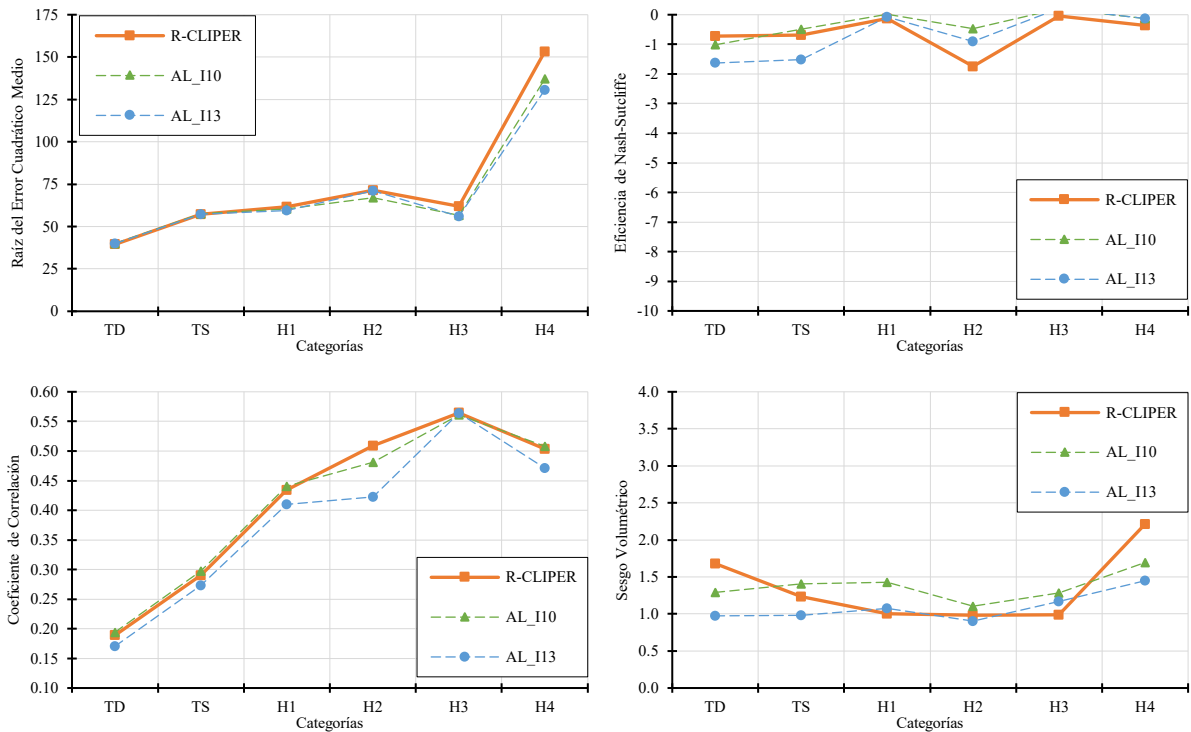 Raíz del Error Cuadrático Medio
175
150
125
100
75
50
25
0
R-CLIPER
AL_I10
AL_I13
TD
TS
H1
H2
H3
H4
Categorías
Eficiencia de Nash-Sutcliffe
0
-1
-2
-3
-4
-5
-6
-7
-8
-9
-10
R-CLIPER
AL_I10
AL_I13
TD
TS
H1
H2
H3
H4
Categorías
Coeficiente de Correlación
0.60
0.55
0.50
0.45
0.40
0.35
0.30
0.25
0.20
0.15
0.10
R-CLIPER
AL_I10
AL_I13
TD
TS
H1
H2
H3
H4
Categorías
Sesgo Volumétrico
4.0
3.5
3.0
2.5
2.0
1.5
1.0
0.5
0.0
R-CLIPER
AL_I10
AL_I13
TD
TS
H1
H2
H3
H4
Categorías